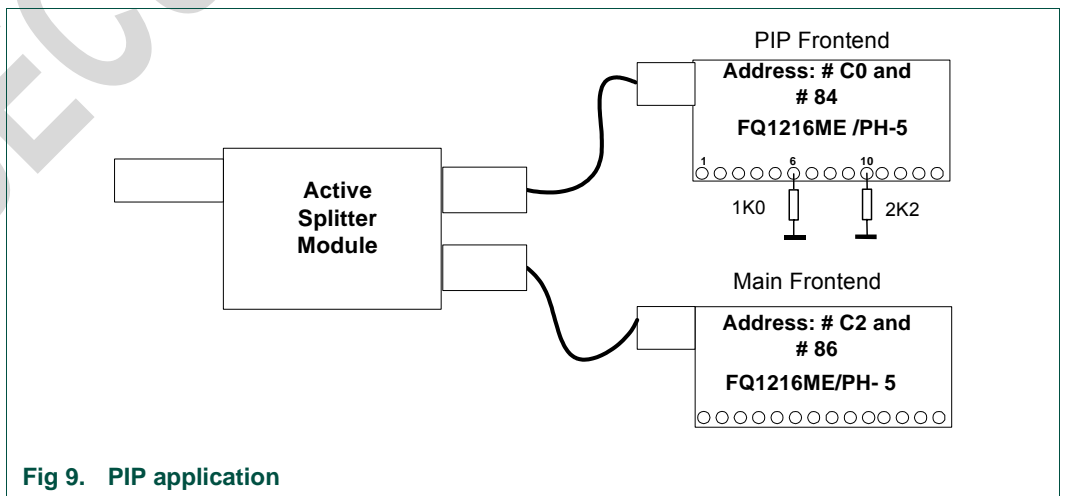 PIP Frontend
Address: # C0 and
# 84
FQ1216ME /PH-5
1 6 10
1K0 2K2
Active
Splitter
Module
Main Frontend
Address: # C2 and
# 86
FQ1216ME/PH- 5
Fig 9. PIP application